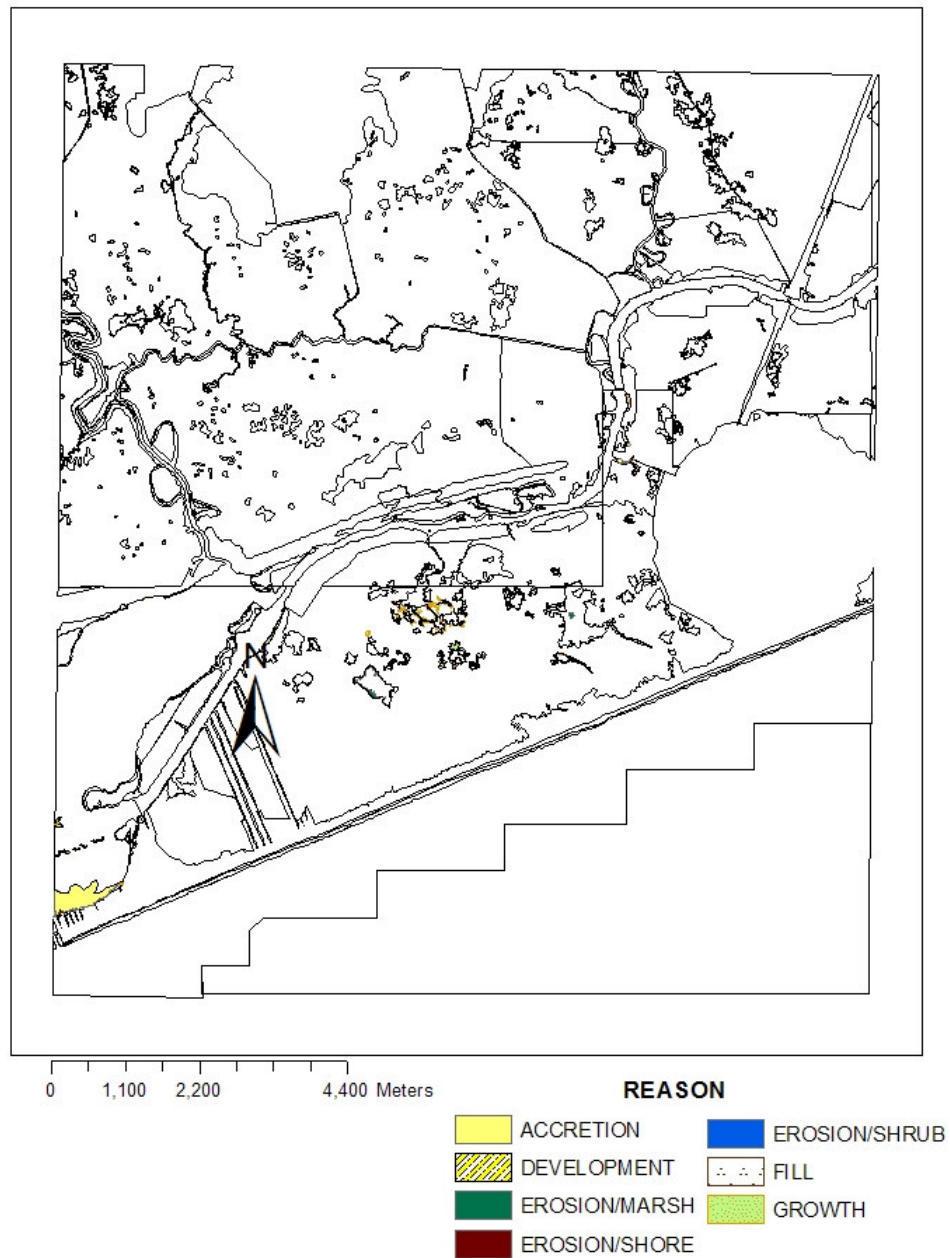 N
0 1,100 2,200 4,400 Meters
REASON
ACCRETION
DEVELOPMENT
EROSION/MARSH
EROSION/SHORE
EROSION/SHRUB
FILL
GROWTH